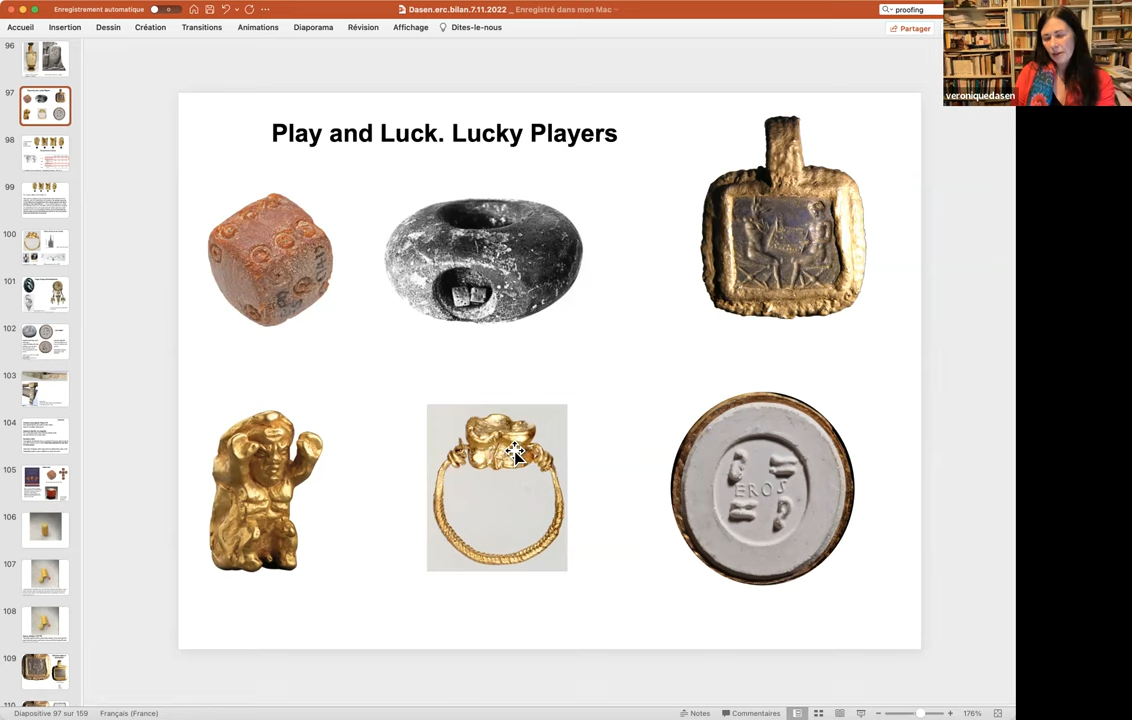 Enregistrement automatique
Dasen.erc.bilan.7.11.2022 _ Enregistré dans mon Mac
proofing
Accueil
Insertion
Dessin
Création
Transitions
Animations
Diaporama
Révision
Affichage
Dites-le-nous
Partager
veroniquedasen
96
97
98
99
100
101
102
103
104
105
106
107
108
109
110
Play and Luck. Lucky Players
EROS
Diapositive 97 sur 159
Français (France)
Notes
Commentaires
176%